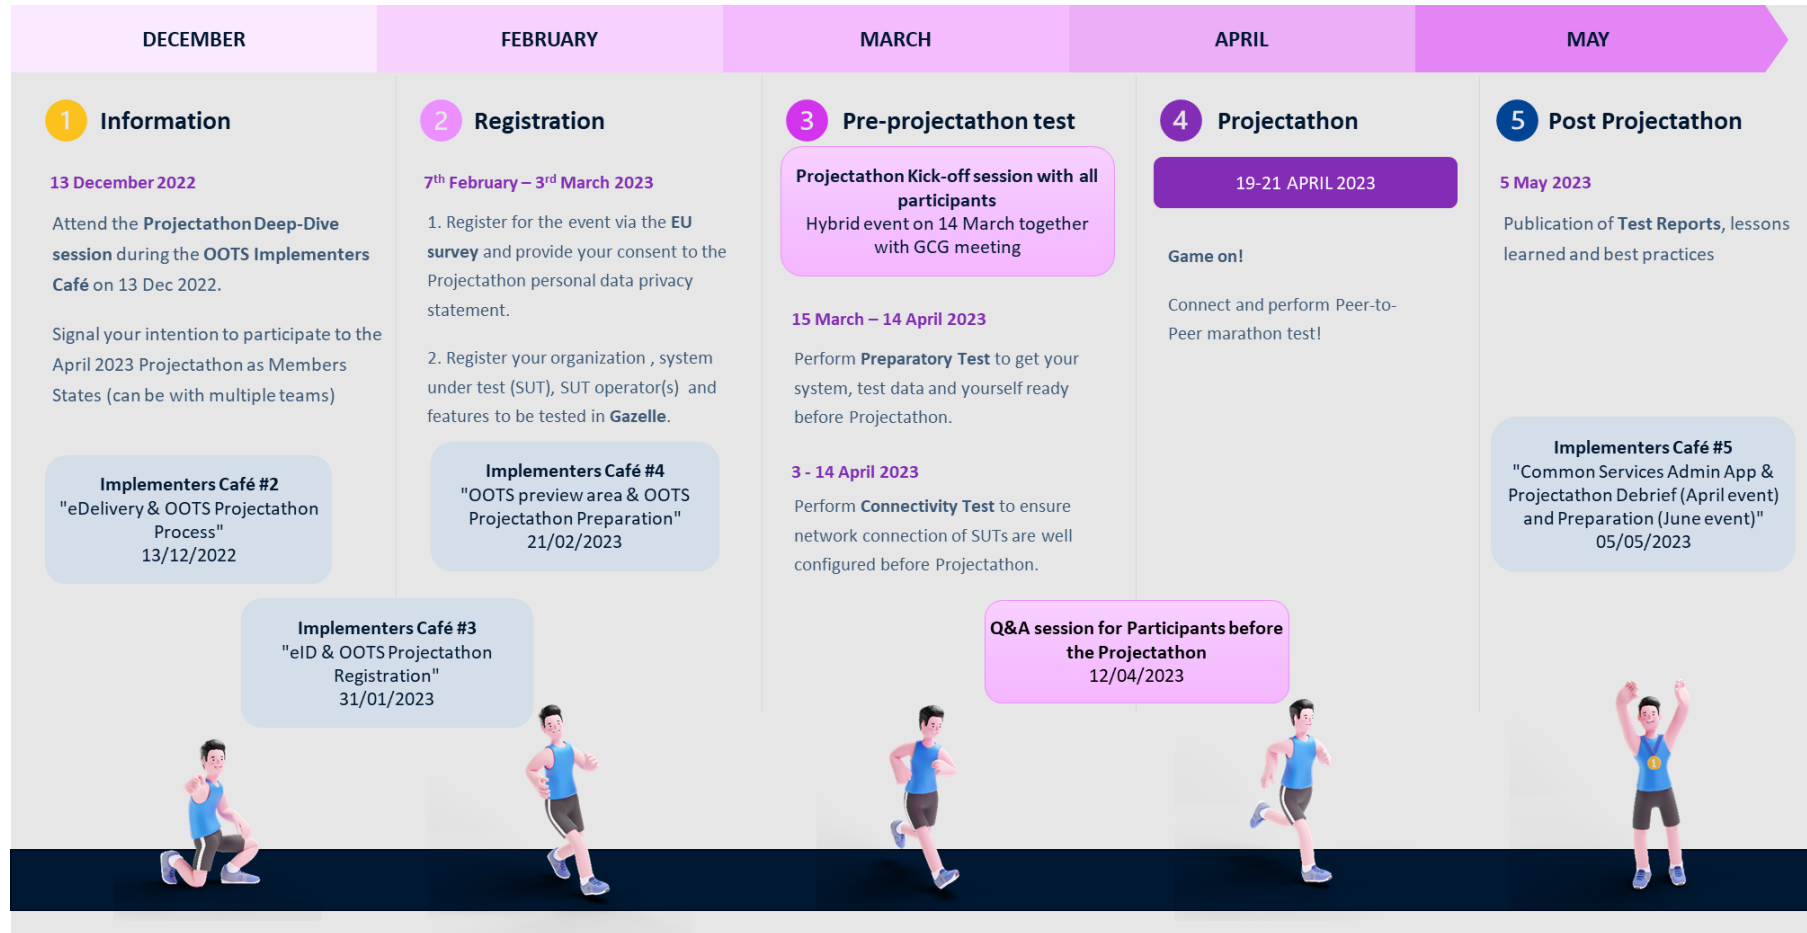 DECEMBER
FEBRUARY
MARCH
APRIL
MAY
1 Information
13 December 2022
Attend the Projectathon Deep-Dive
session during the OOTS Implementers
Café on 13 Dec 2022.
Signal your intention to participate to the
April 2023 Projectathon as Members
States (can be with multiple teams)
Implementers Café #2
"eDelivery & OOTS Projectathon
Process"
13/12/2022
Implementers Café #3
"eID & OOTS Projectathon
Registration"
31/01/2023
2 Registration
7th February – 3rd March 2023
1. Register for the event via the EU
survey and provide your consent to the
Projectathon personal data privacy
statement.
2. Register your organization , system
under test (SUT), SUT operator(s) and
features to be tested in Gazelle.
Implementers Café #4
"OOTS preview area & OOTS
Projectathon Preparation"
21/02/2023
3 Pre-projectathon test
Projectathon Kick-off session with all
participants
Hybrid event on 14 March together
with GCG meeting
15 March – 14 April 2023
Perform Preparatory Test to get your
system, test data and yourself ready
before Projectathon.
3 - 14 April 2023
Perform Connectivity Test to ensure
network connection of SUTs are well
configured before Projectathon.
Q&A session for Participants before
the Projectathon
12/04/2023
4 Projectathon
19-21 APRIL 2023
Game on!
Connect and perform Peer-to-
Peer marathon test!
5 Post Projectathon
5 May 2023
Publication of Test Reports, lessons
learned and best practices
Implementers Café #5
"Common Services Admin App &
Projectathon Debrief (April event)
and Preparation (June event)"
05/05/2023
1